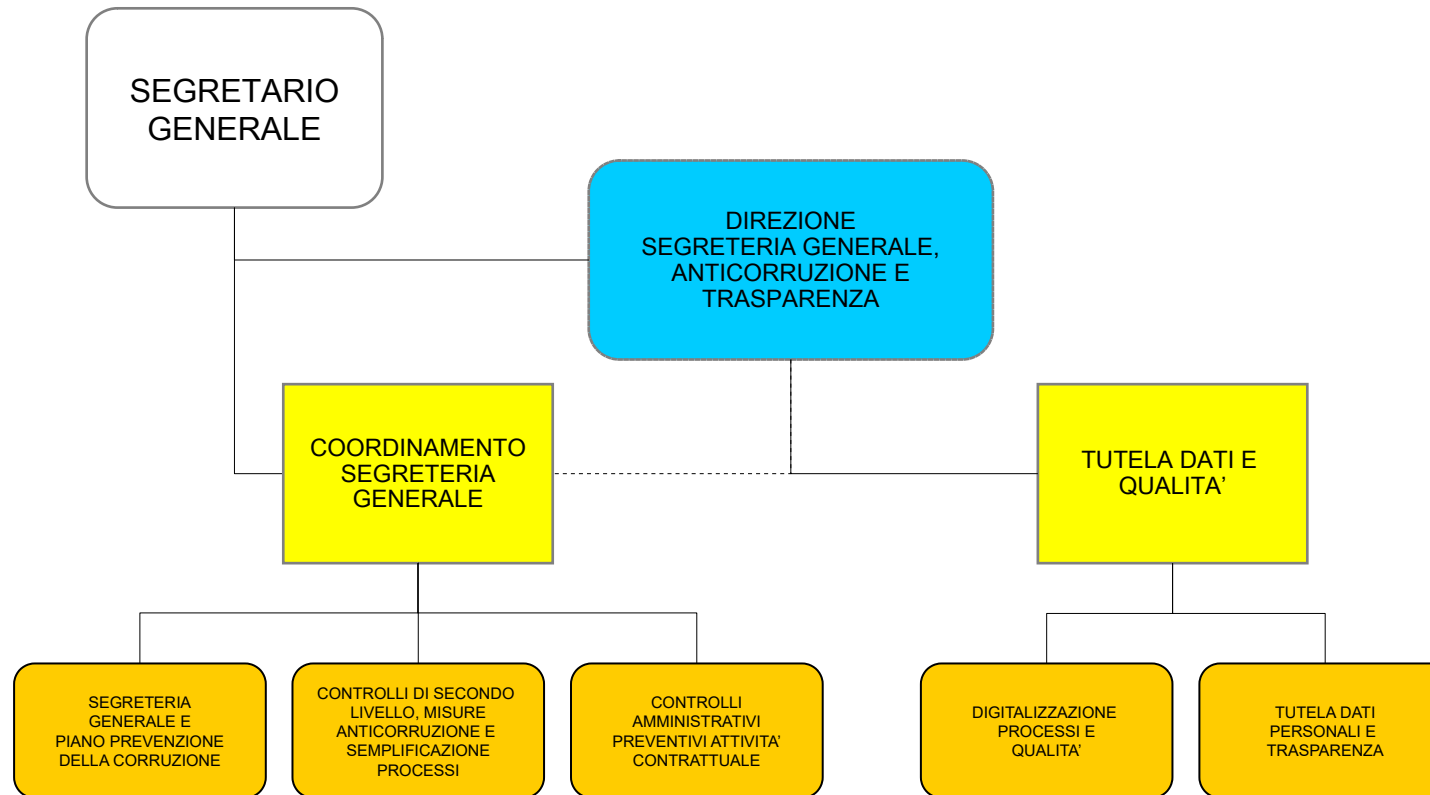 SEGRETARIO
GENERALE
DIREZIONE
SEGRETERIA GENERALE,
ANTICORRUZIONE E
TRASPARENZA
COORDINAMENTO
SEGRETERIA
GENERALE
TUTELA DATI E
QUALITA’
SEGRETERIA
GENERALE E
PIANO PREVENZIONE
DELLA CORRUZIONE
CONTROLLI DI SECONDO
LIVELLO, MISURE
ANTICORRUZIONE E
SEMPLIFICAZIONE
PROCESSI
CONTROLLI
AMMINISTRATIVI
PREVENTIVI ATTIVITA’
CONTRATTUALE
DIGITALIZZAZIONE
PROCESSI E
QUALITA’
TUTELA DATI
PERSONALI E
TRASPARENZA